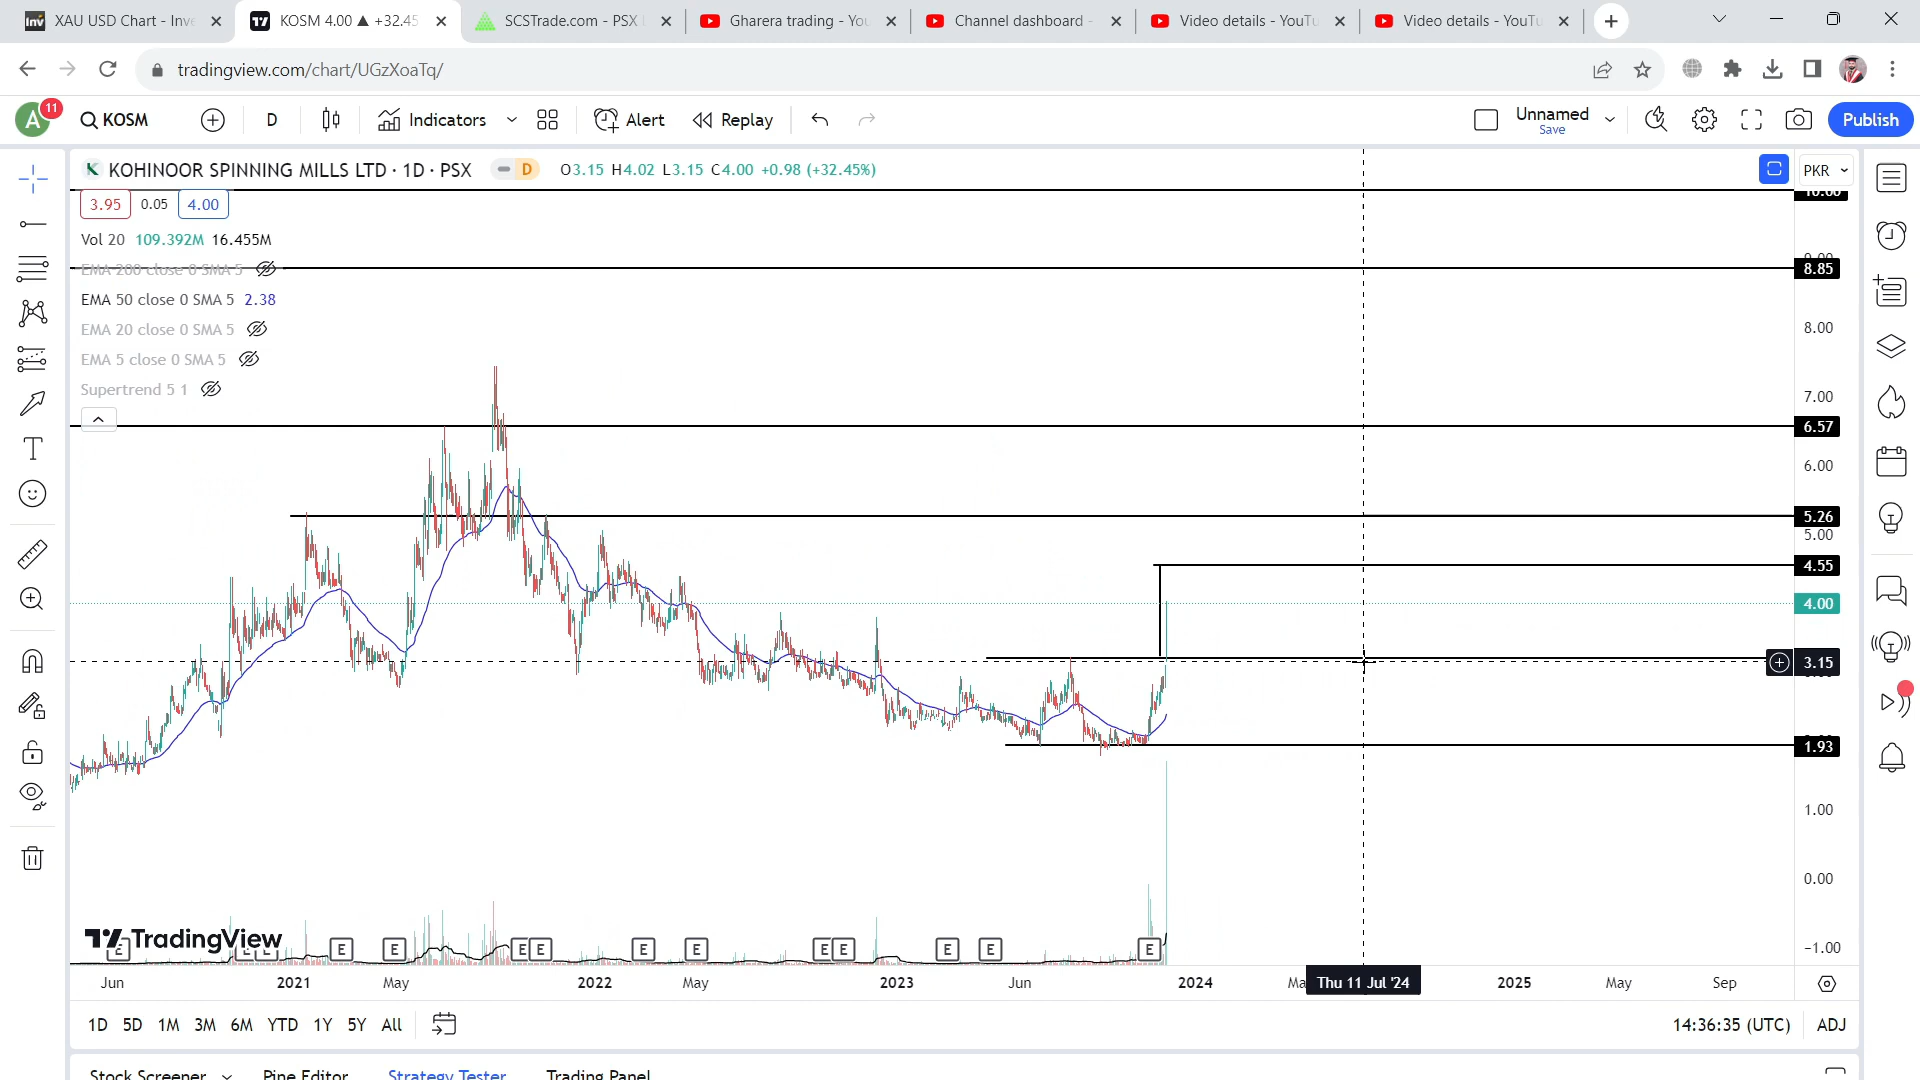 XAU USD Chart - Inve
KOSM 4.00 ▲ +32.45
SCSTrade.com - PSX
Gharera trading - You
Channel dashboard -
Video details - YouTu
Video details - YouTu
tradingview.com/chart/UGzXoaTq/
A 11 KOSM D Indicators Alert Replay Unnamed Save Publish
KOHINOOR SPINNING MILLS LTD · 1D · PSX D O3.15 H4.02 L3.15 C4.00 +0.98 (+32.45%) PKR
3.95 0.05 4.00
Vol 20 109.392M 16.455M
EMA 200 close 0 SMA 5
8.85
EMA 50 close 0 SMA 5 2.38
EMA 20 close 0 SMA 5
8.00
EMA 5 close 0 SMA 5
Supertrend 5 1
7.00
6.57
6.00
5.26
5.00
4.55
4.00
3.15
1.93
1.00
0.00
-1.00
TradingView
E E E E E E E E E E E E E E
Jun 2021 May 2022 May 2023 Jun 2024 Ma Thu 11 Jul '24 2025 May Sep
1D 5D 1M 3M 6M YTD 1Y 5Y All 14:36:35 (UTC) ADJ
Stock Screener Pine Editor Strategy Tester Trading Panel